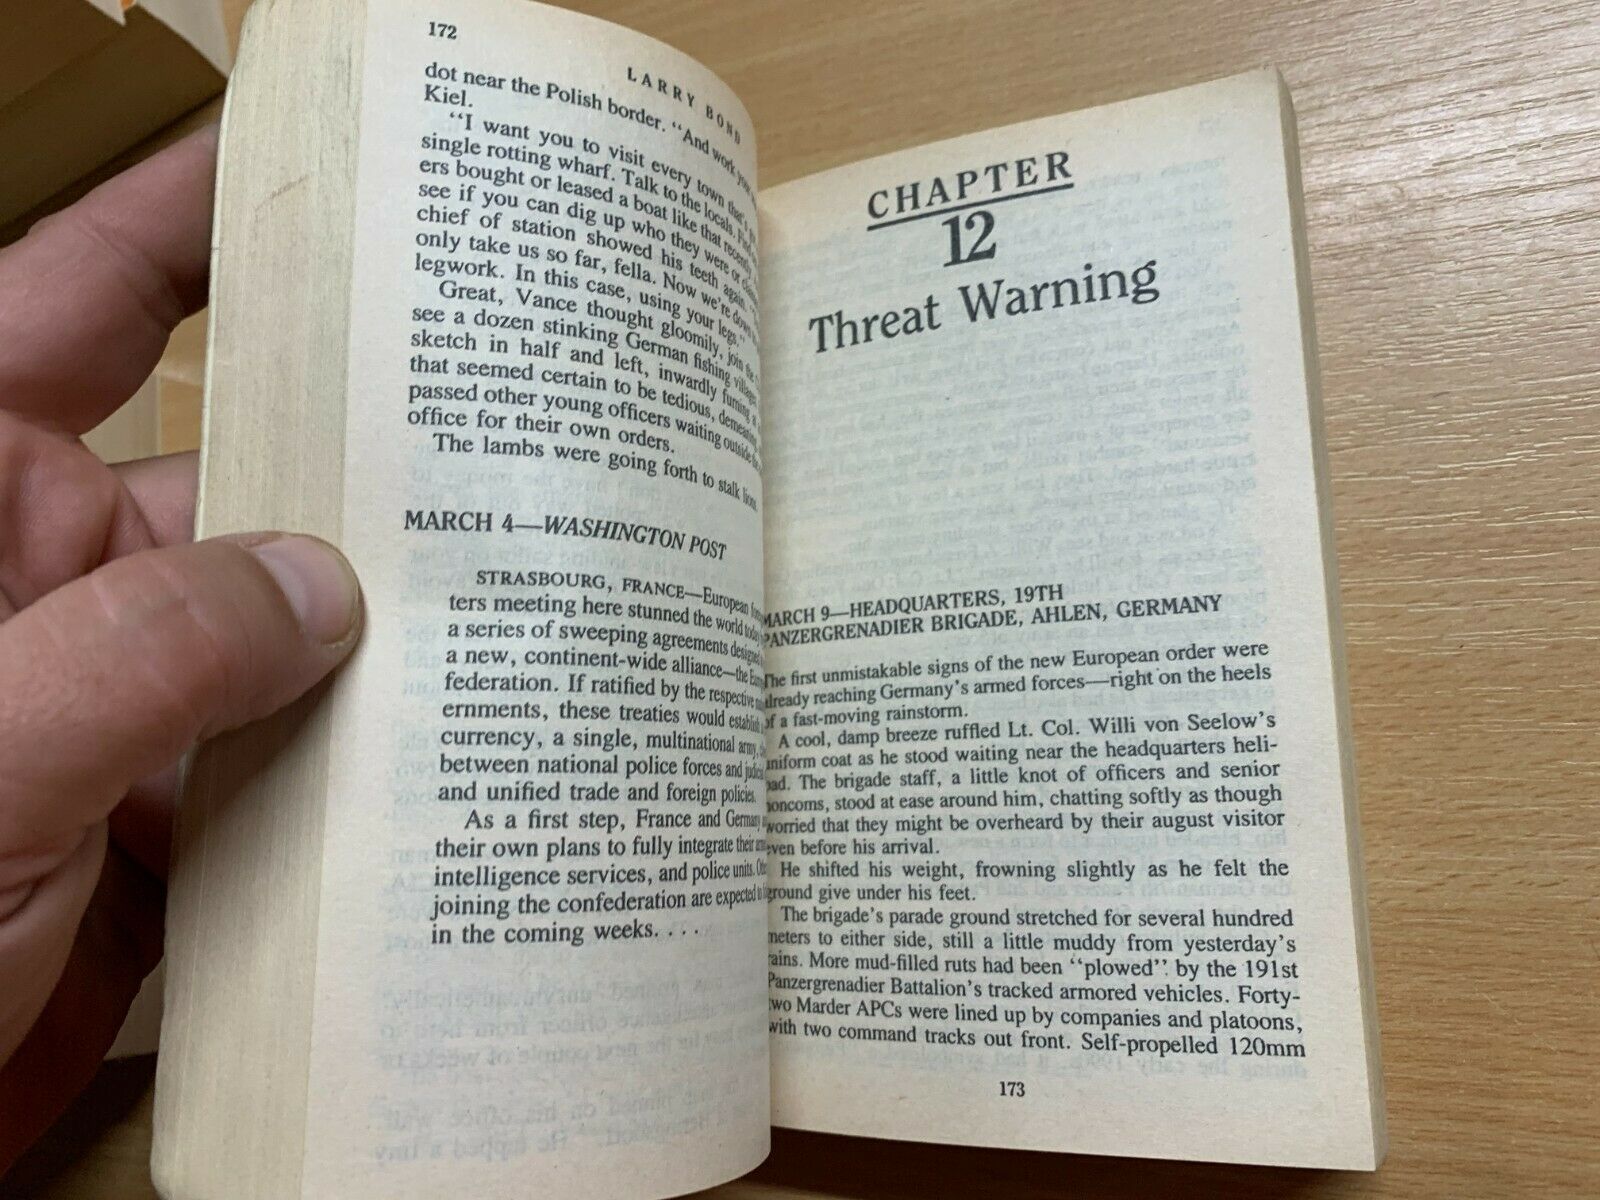 172
LARRY BOND
dot near the Polish border. "And work your
Kiel.
"I want you to visit every town that's
single rotting wharf. Talk to the locals. Find
ers bought or leased a boat like that recently.
see if you can dig up who they were or
chief of station showed his teeth again.
only take us so far, fella. Now we're down
legwork. In this case, using your legs."
Great, Vance thought gloomily, join the
see a dozen stinking German fishing villages.
sketch in half and left, inwardly fuming at
that seemed certain to be tedious, demeaning
passed other young officers waiting outside the
office for their own orders.
The lambs were going forth to stalk lions.
MARCH 4—WASHINGTON POST
STRASBOURG, FRANCE—European
ters meeting here stunned the world today
a series of sweeping agreements designed
a new, continent-wide alliance—the
federation. If ratified by the respective
ernments, these treaties would establish
currency, a single, multinational army,
between national police forces and
and unified trade and foreign policies.
As a first step, France and Germany
their own plans to fully integrate their
intelligence services, and police units.
joining the confederation are expected
in the coming weeks. . . .
CHAPTER
12
Threat Warning
MARCH 9—HEADQUARTERS, 19TH
PANZERGRENADIER BRIGADE, AHLEN, GERMANY
The first unmistakable signs of the new European order were
already reaching Germany's armed forces—right on the heels
of a fast-moving rainstorm.
A cool, damp breeze ruffled Lt. Col. Willi von Seelow's
uniform coat as he stood waiting near the headquarters heli-
pad. The brigade staff, a little knot of officers and senior
noncoms, stood at ease around him, chatting softly as though
worried that they might be overheard by their august visitor
even before his arrival.
He shifted his weight, frowning slightly as he felt the
ground give under his feet.
The brigade's parade ground stretched for several hundred
meters to either side, still a little muddy from yesterday's
rains. More mud-filled ruts had been "plowed" by the 191st
Panzergrenadier Battalion's tracked armored vehicles. Forty-
two Marder APCs were lined up by companies and platoons,
with two command tracks out front. Self-propelled 120mm
173